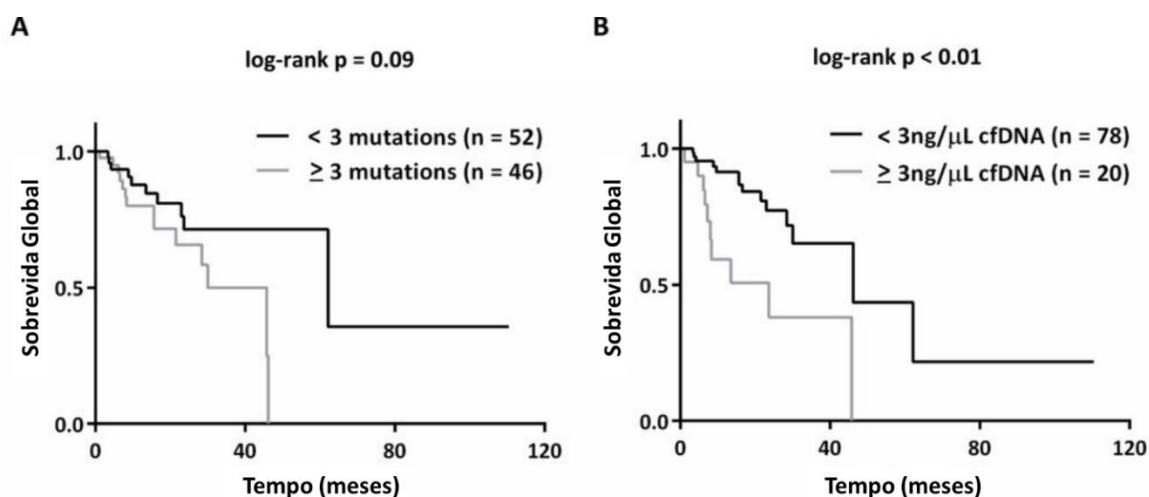 A
log-rank p = 0.09
< 3 mutations (n = 52)
≥ 3 mutations (n = 46)
1.0
0.5
0.0
Sobrevida Global
0
40
80
120
Tempo (meses)
B
log-rank p < 0.01
< 3ng/μL cfDNA (n = 78)
≥ 3ng/μL cfDNA (n = 20)
1.0
0.5
0.0
Sobrevida Global
0
40
80
120
Tempo (meses)